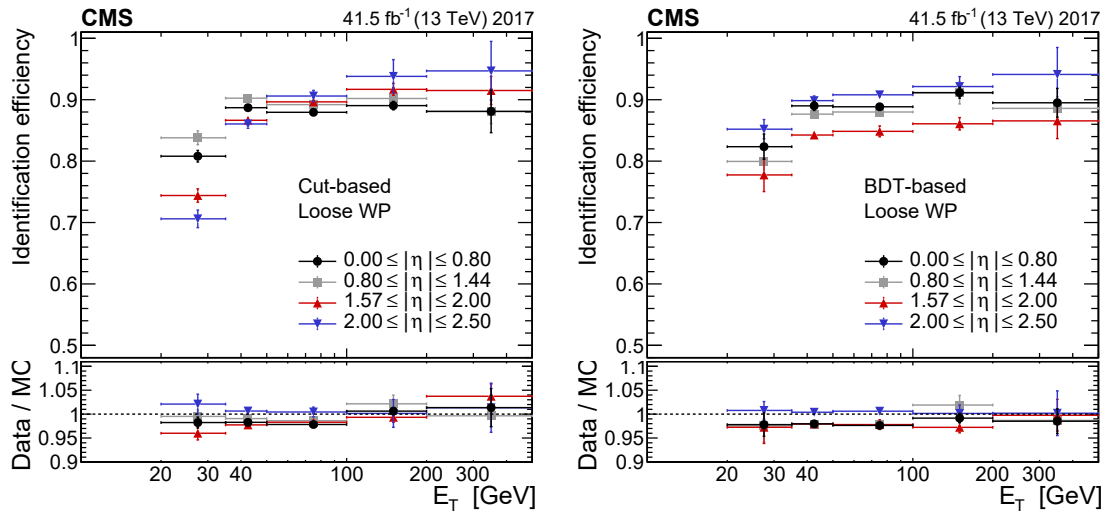 CMS 41.5 fb⁻¹ (13 TeV) 2017
Identification efficiency
1
0.9
0.8
0.7
0.6
0.5
Cut-based
Loose WP
0.00 ≤ |η| ≤ 0.80
0.80 ≤ |η| ≤ 1.44
1.57 ≤ |η| ≤ 2.00
2.00 ≤ |η| ≤ 2.50
Data / MC
1.1
1.05
1
0.95
0.9
20 30 40 100 200 300
E_T [GeV]
CMS 41.5 fb⁻¹ (13 TeV) 2017
Identification efficiency
1
0.9
0.8
0.7
0.6
0.5
BDT-based
Loose WP
0.00 ≤ |η| ≤ 0.80
0.80 ≤ |η| ≤ 1.44
1.57 ≤ |η| ≤ 2.00
2.00 ≤ |η| ≤ 2.50
Data / MC
1.1
1.05
1
0.95
0.9
20 30 40 100 200 300
E_T [GeV]